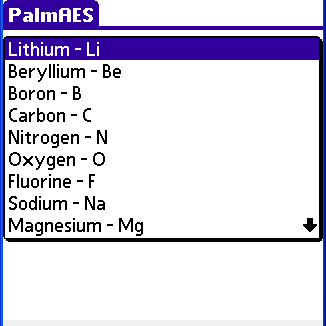 PalmAES
Lithium - Li
Beryllium - Be
Boron - B
Carbon - C
Nitrogen - N
Oxygen - O
Fluorine - F
Sodium - Na
Magnesium - Mg